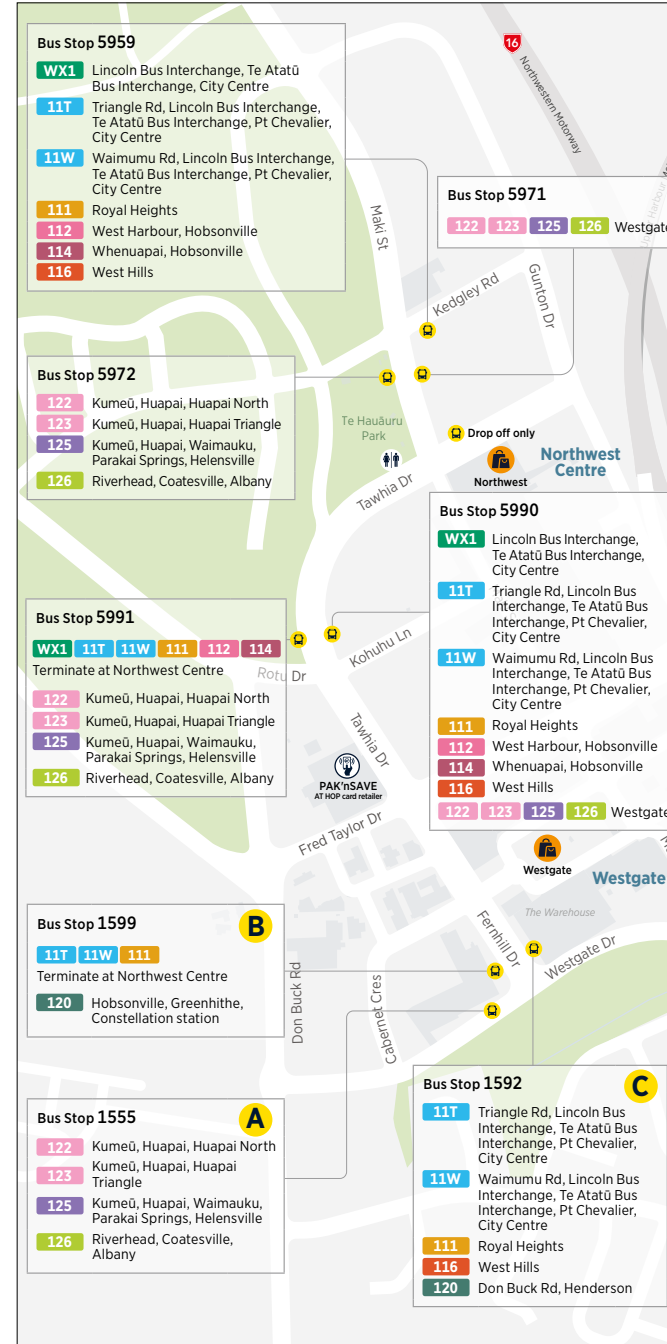 Bus Stop 5959
WX1 Lincoln Bus Interchange, Te Atatū
Bus Interchange, City Centre
11T Triangle Rd, Lincoln Bus Interchange,
Te Atatū Bus Interchange, Pt Chevalier,
City Centre
11W Waimumu Rd, Lincoln Bus Interchange,
Te Atatū Bus Interchange, Pt Chevalier,
City Centre
111 Royal Heights
112 West Harbour, Hobsonville
114 Whenuapai, Hobsonville
116 West Hills
16
Northwestern Motorway
Bus Stop 5971
122 123 125 126 Westgate
Maki St
Kedgley Rd
Gunton Dr
Bus Stop 5972
122 Kumeū, Huapai, Huapai North
123 Kumeū, Huapai, Huapai Triangle
125 Kumeū, Huapai, Waimauku,
Parakai Springs, Helensville
126 Riverhead, Coatesville, Albany
Te Hauāuru
Park
Drop off only
Northwest
Centre
Northwest
Tawhia Dr
Bus Stop 5990
WX1 Lincoln Bus Interchange,
Te Atatū Bus Interchange,
City Centre
11T Triangle Rd, Lincoln Bus
Interchange, Te Atatū Bus
Interchange, Pt Chevalier,
City Centre
11W Waimumu Rd, Lincoln Bus
Interchange, Te Atatū Bus
Interchange, Pt Chevalier,
City Centre
111 Royal Heights
112 West Harbour, Hobsonville
114 Whenuapai, Hobsonville
116 West Hills
122 123 125 126 Westgate
Bus Stop 5991
WX1 11T 11W 111 112 114
Terminate at Northwest Centre
122 Kumeū, Huapai, Huapai North
123 Kumeū, Huapai, Huapai Triangle
125 Kumeū, Huapai, Waimauku,
Parakai Springs, Helensville
126 Riverhead, Coatesville, Albany
Rotu Dr
Kohuhu Ln
Tawhia Dr
PAK'nSAVE
AT HOP card retailer
Fred Taylor Dr
Westgate
Westgate
The Warehouse
Fernhill Dr
Westgate Dr
Don Buck Rd
Cabernet Cres
Bus Stop 1599
B
11T 11W 111
Terminate at Northwest Centre
120 Hobsonville, Greenhithe,
Constellation station
Bus Stop 1555
A
122 Kumeū, Huapai, Huapai North
123 Kumeū, Huapai, Huapai
Triangle
125 Kumeū, Huapai, Waimauku,
Parakai Springs, Helensville
126 Riverhead, Coatesville,
Albany
Bus Stop 1592
C
11T Triangle Rd, Lincoln Bus
Interchange, Te Atatū Bus
Interchange, Pt Chevalier,
City Centre
11W Waimumu Rd, Lincoln Bus
Interchange, Te Atatū Bus
Interchange, Pt Chevalier,
City Centre
111 Royal Heights
116 West Hills
120 Don Buck Rd, Henderson